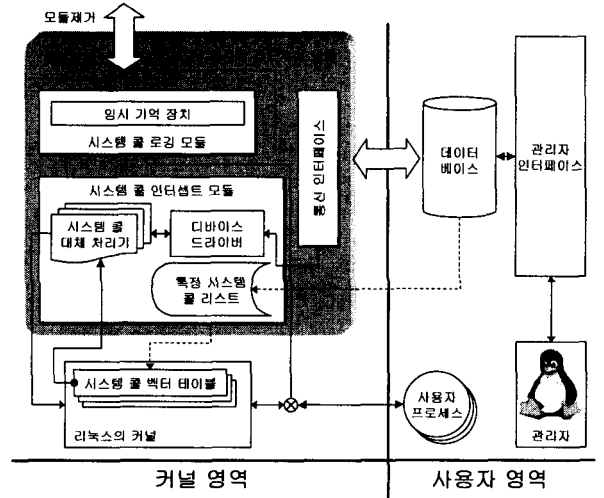 모듈제거
임시 기억 장치
시스템 콜 로깅 모듈
통신 인터페이스
시스템 콜 인터셉트 모듈
시스템 콜
대체 처리기
디바이스
드라이버
특정 시스템
콜 리스트
시스템 콜 벡터 테이블
리눅스의 커널
데이터
베이스
관리자
인터페이스
사용자
프로세스
관리자
커널 영역
사용자 영역